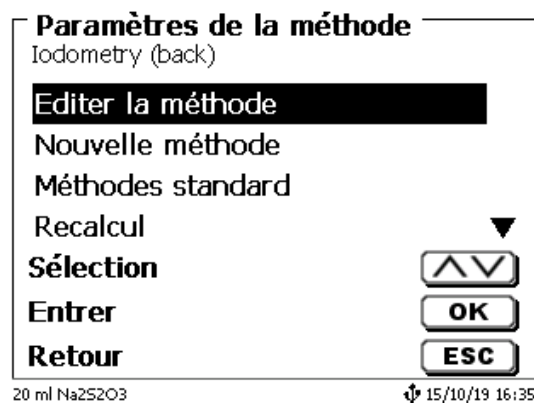 Paramètres de la méthode
Iodometry (back)
Editer la méthode
Nouvelle méthode
Méthodes standard
Recalcul
Sélection
Entrer OK
Retour ESC
20 ml Na2S2O3 15/10/19 16:35